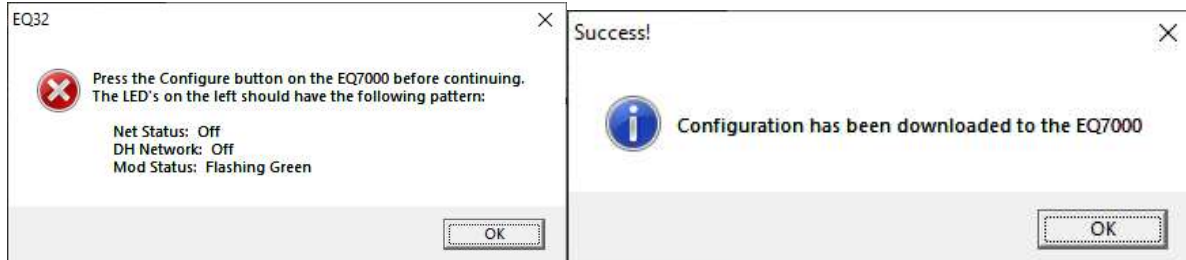 EQ32
Press the Configure button on the EQ7000 before continuing.
The LED's on the left should have the following pattern:
Net Status: Off
DH Network: Off
Mod Status: Flashing Green
OK
Success!
Configuration has been downloaded to the EQ7000
OK